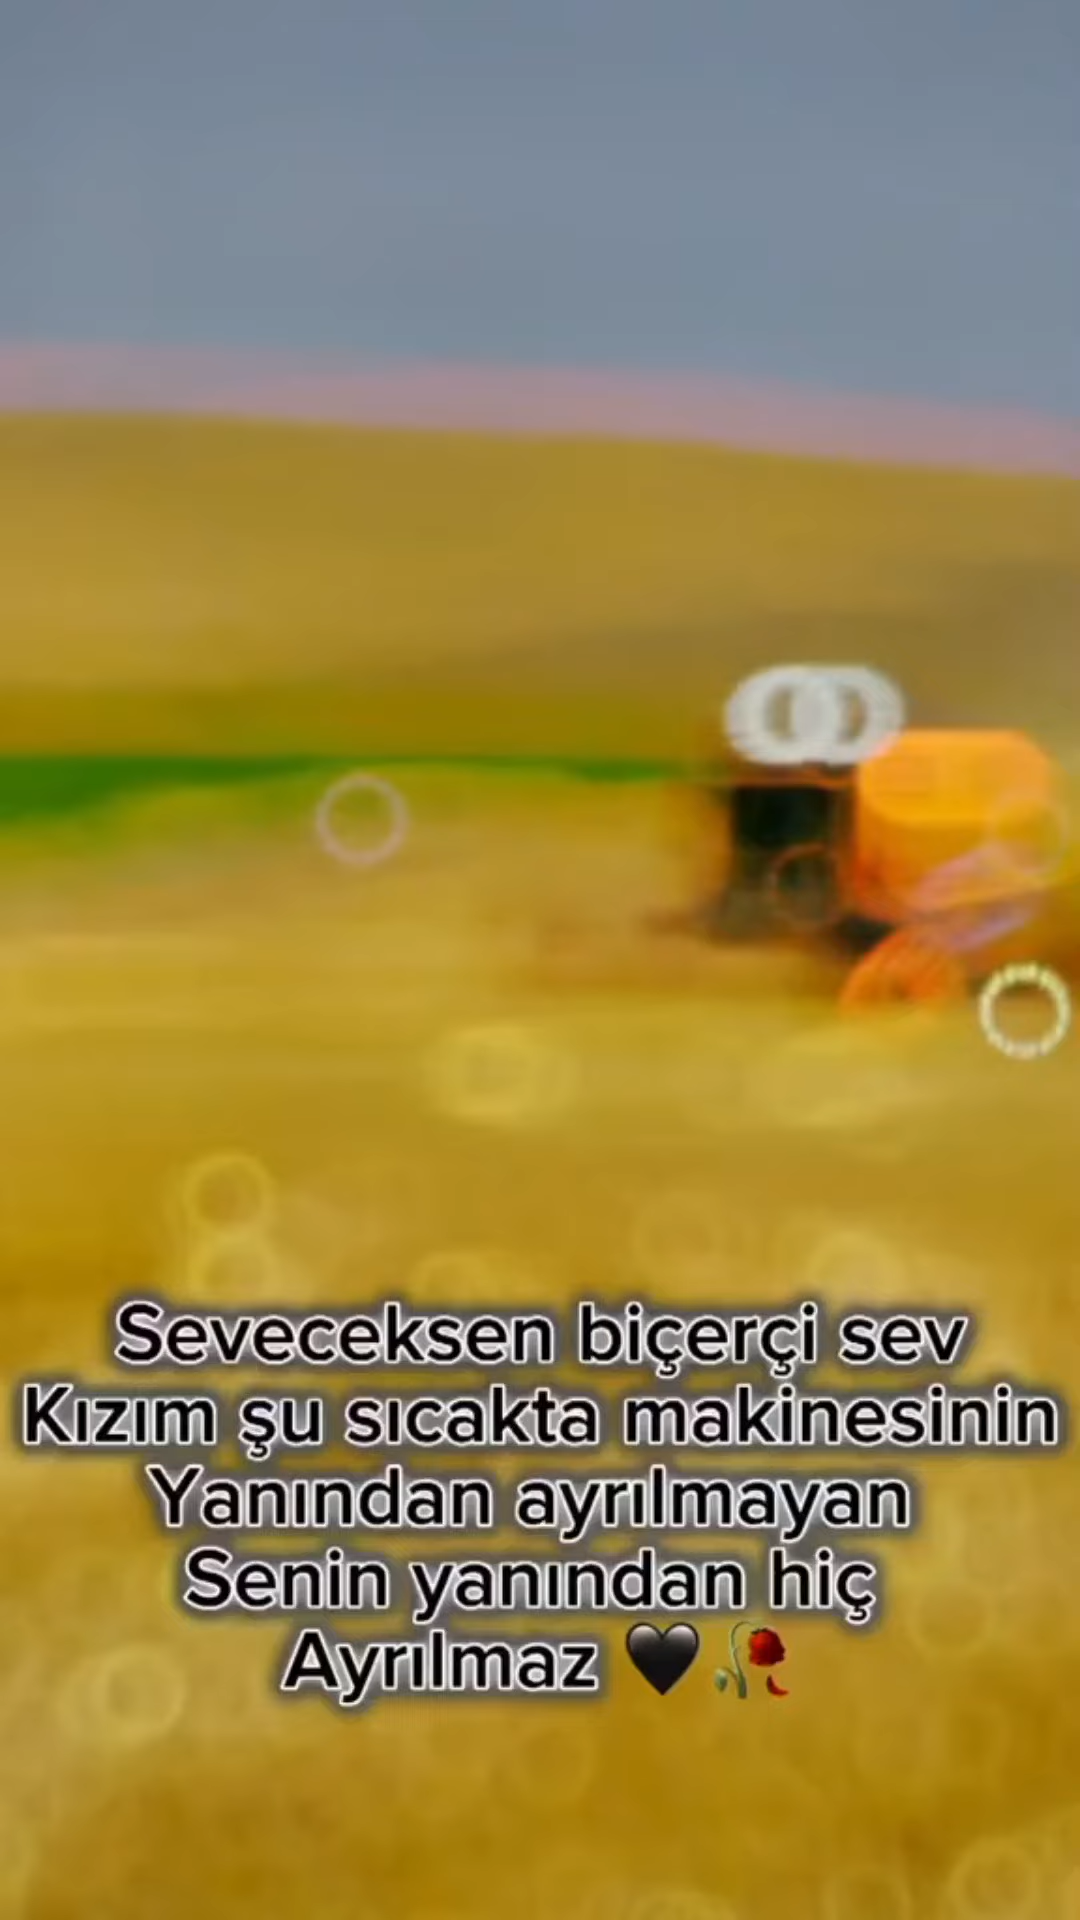 Seveceksen biçerçi sev
Kızım şu sıcakta makinesinin
Yanından ayrılmayan
Senin yanından hiç
Ayrılmaz 🖤🥀